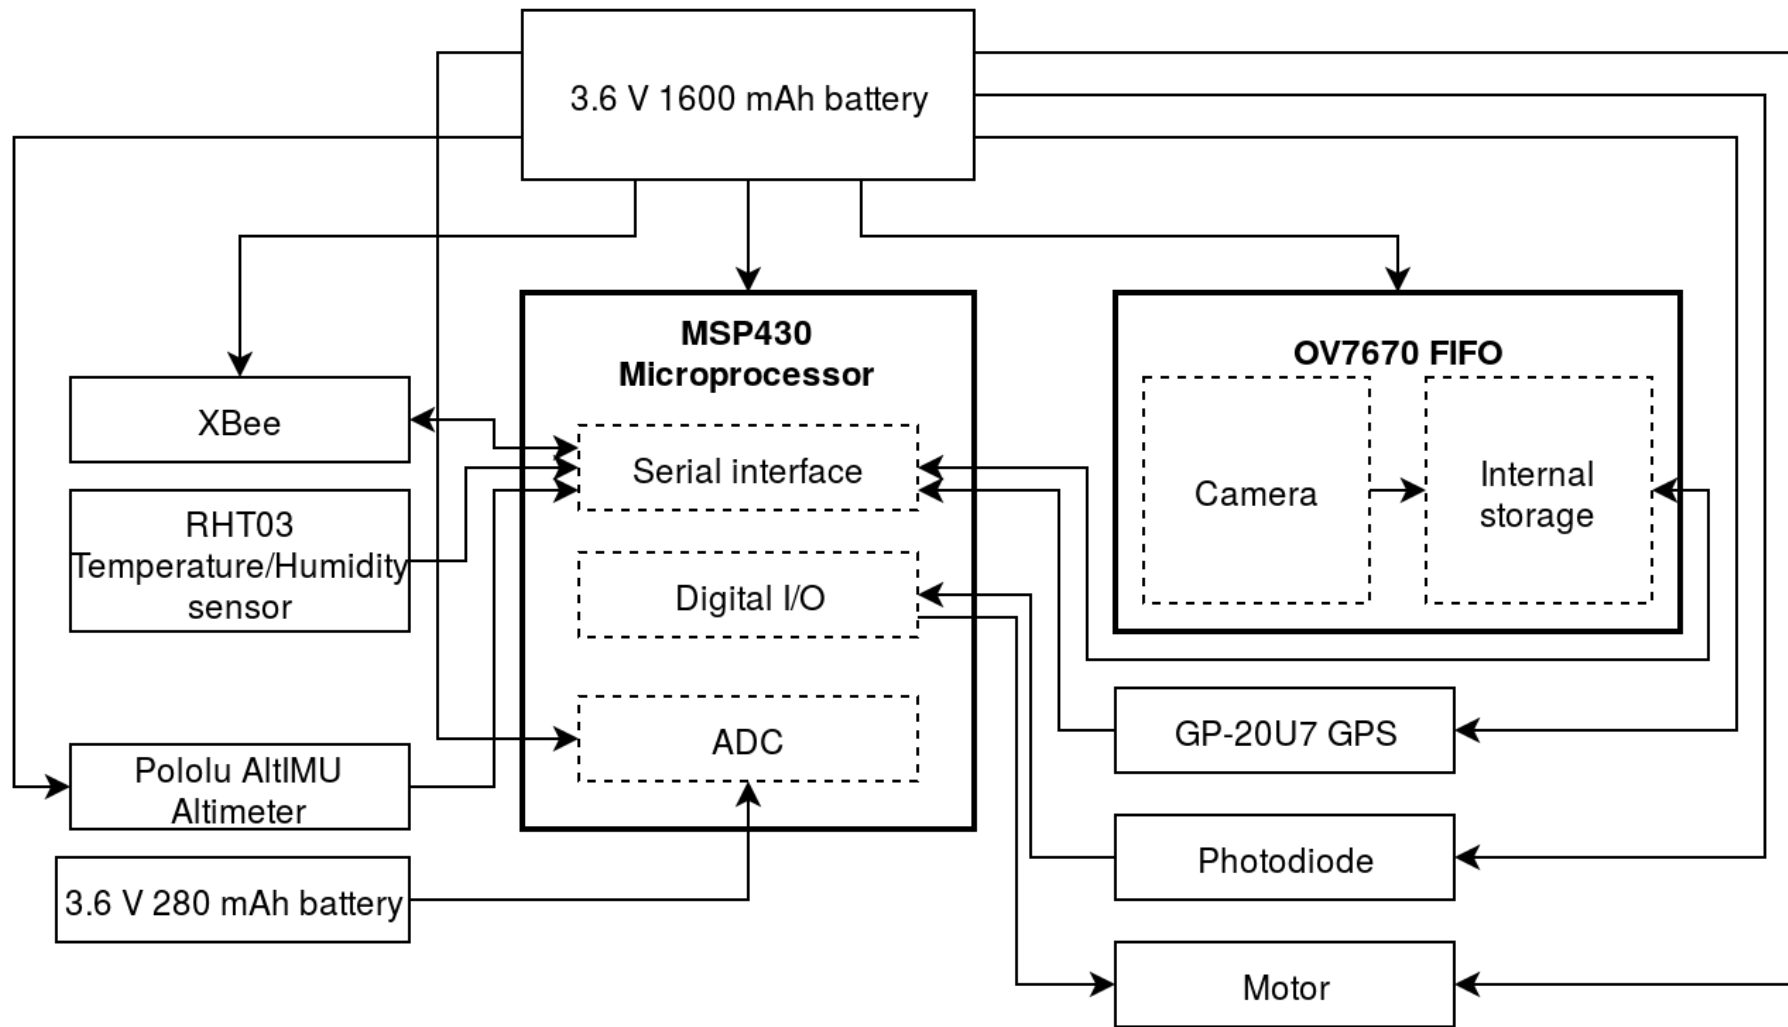 3.6 V 1600 mAh battery
MSP430
Microprocessor
OV7670 FIFO
XBee
Serial interface
Camera
Internal
storage
RHT03
Temperature/Humidity
sensor
Digital I/O
ADC
GP-20U7 GPS
Pololu AltIMU
Altimeter
Photodiode
3.6 V 280 mAh battery
Motor